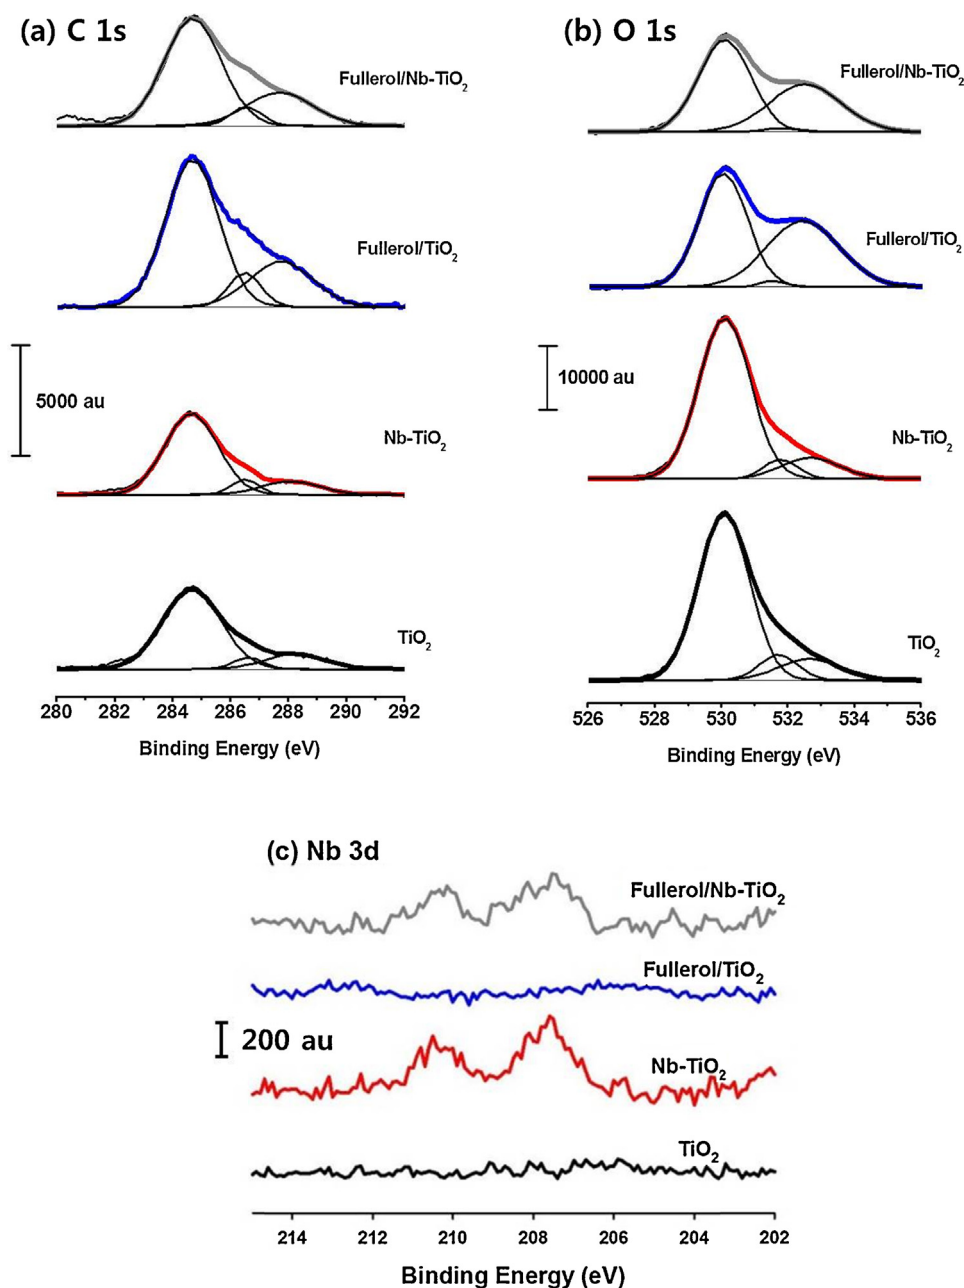 (a) C 1s
Fullerol/Nb-TiO₂
Fullerol/TiO₂
5000 au
Nb-TiO₂
TiO₂
280 282 284 286 288 290 292
Binding Energy (eV)
(b) O 1s
Fullerol/Nb-TiO₂
Fullerol/TiO₂
10000 au
Nb-TiO₂
TiO₂
526 528 530 532 534 536
Binding Energy (eV)
(c) Nb 3d
Fullerol/Nb-TiO₂
Fullerol/TiO₂
200 au
Nb-TiO₂
TiO₂
214 212 210 208 206 204 202
Binding Energy (eV)